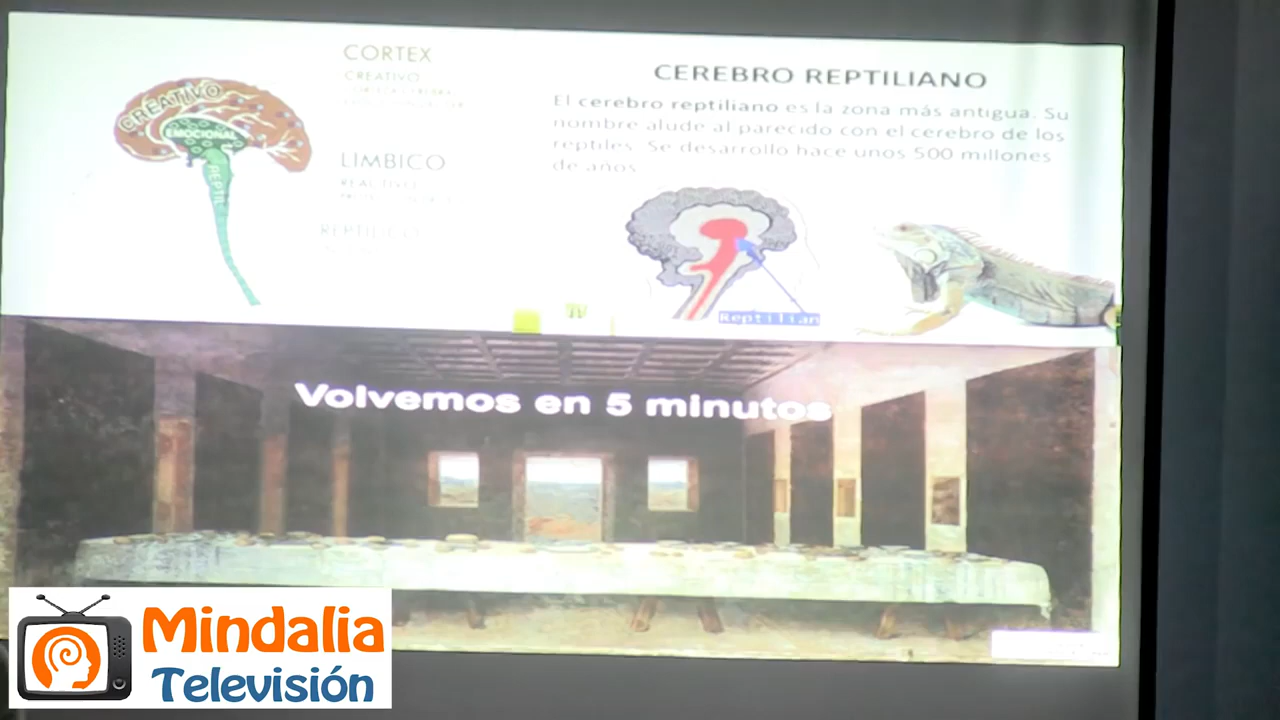 CORTEX
CREATIVO
CREATIVO
EMOCIONAL
REPTIL
LIMBICO
REACTIVO
CEREBRO REPTILIANO
El cerebro reptiliano es la zona más antigua. Su
nombre alude al parecido con el cerebro de los
reptiles. Se desarrollo hace unos 500 millones
de años
Reptilian
Volvemos en 5 minutos
Mindalia
Televisión